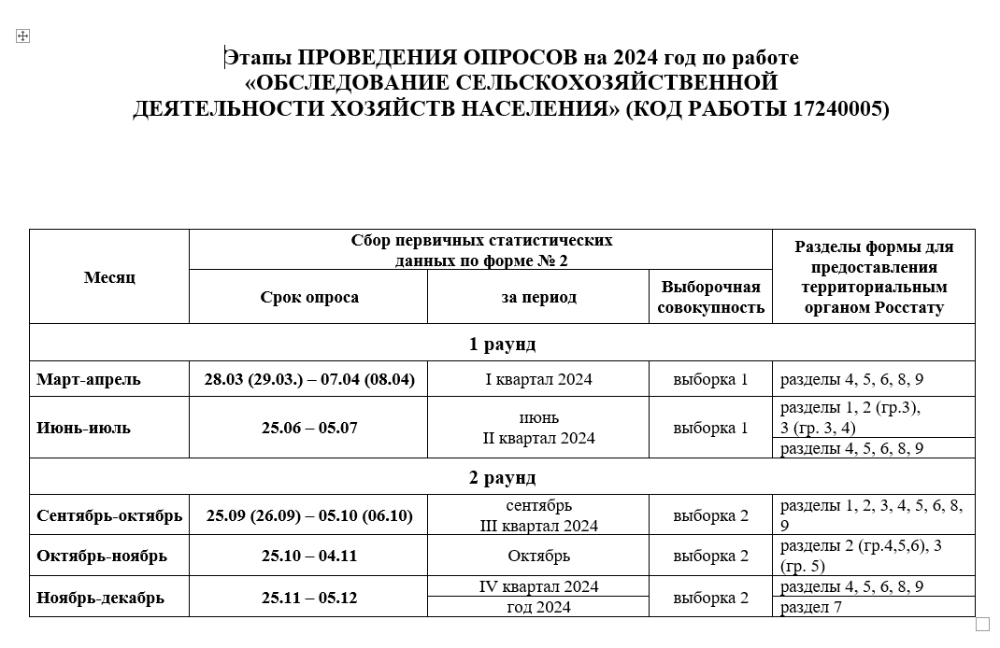 Этапы ПРОВЕДЕНИЯ ОПРОСОВ на 2024 год по работе
«ОБСЛЕДОВАНИЕ СЕЛЬСКОХОЗЯЙСТВЕННОЙ
ДЕЯТЕЛЬНОСТИ ХОЗЯЙСТВ НАСЕЛЕНИЯ» (КОД РАБОТЫ 17240005)
Месяц
Сбор первичных статистических
данных по форме № 2
Разделы формы для
предоставления
территориальным
органом Росстату
Срок опроса
за период
Выборочная
совокупность
1 раунд
Март-апрель
28.03 (29.03.) – 07.04 (08.04)
I квартал 2024
выборка 1
разделы 4, 5, 6, 8, 9
Июнь-июль
25.06 – 05.07
июнь
II квартал 2024
выборка 1
разделы 1, 2 (гр.3),
3 (гр. 3, 4)
разделы 4, 5, 6, 8, 9
2 раунд
Сентябрь-октябрь
25.09 (26.09) – 05.10 (06.10)
сентябрь
III квартал 2024
выборка 2
разделы 1, 2, 3, 4, 5, 6, 8,
9
Октябрь-ноябрь
25.10 – 04.11
Октябрь
выборка 2
разделы 2 (гр.4,5,6), 3
(гр. 5)
Ноябрь-декабрь
25.11 – 05.12
IV квартал 2024
год 2024
выборка 2
разделы 4, 5, 6, 8, 9
раздел 7